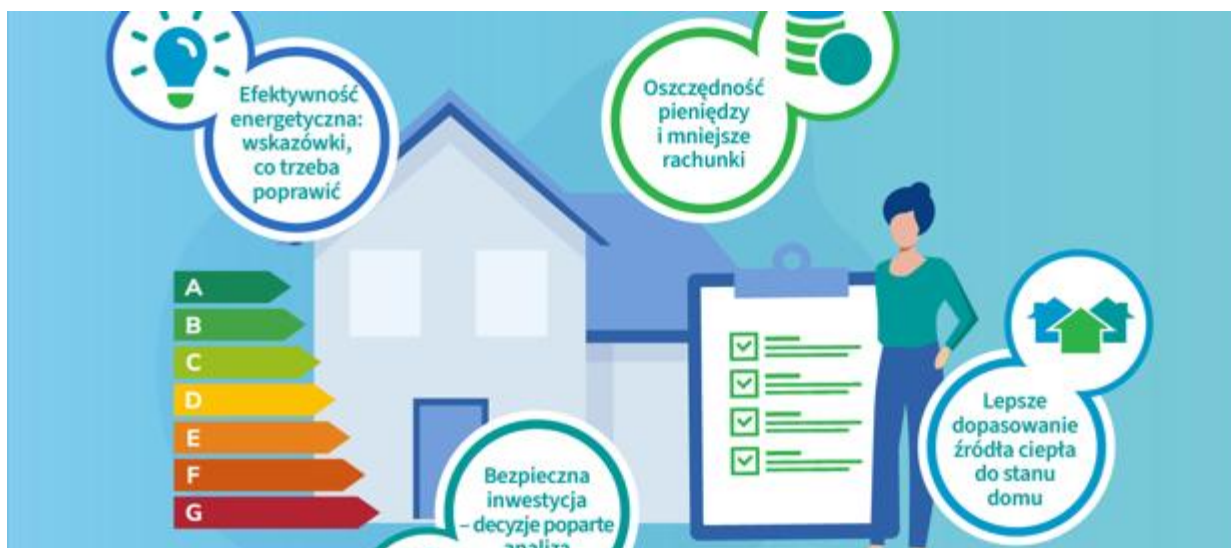 Efektywność
energetyczna:
wskazówki,
co trzeba
poprawić
Oszczędność
pieniędzy
i mniejsze
rachunki
A
B
C
D
E
F
G
Bezpieczna
inwestycja
– decyzje poparte
analizą
Lepsze
dopasowanie
źródła ciepła
do stanu
domu